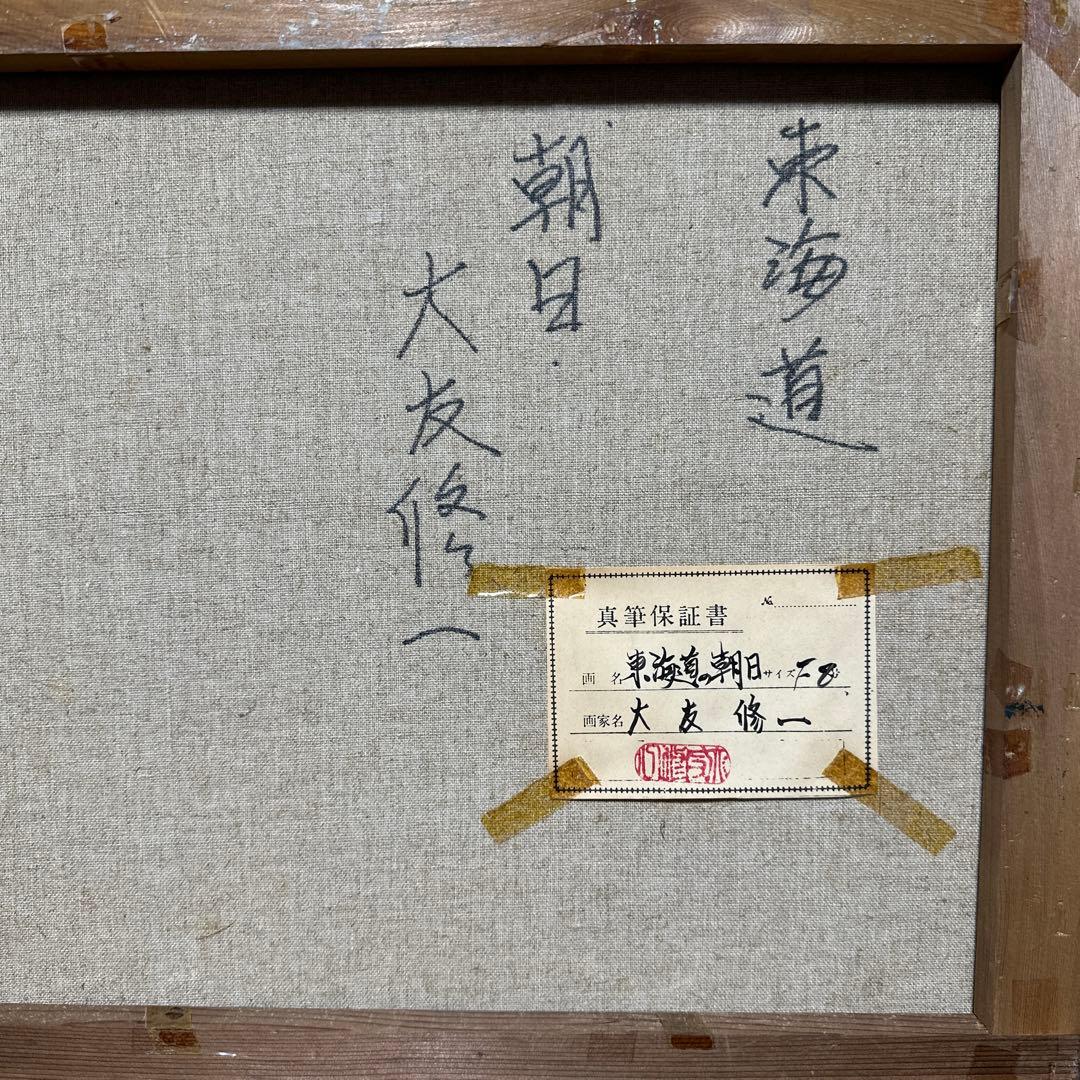 東海道
朝日
大友修一
真筆保証書
№
画名 東海道の朝日 サイズ F8
画家名 大友修一